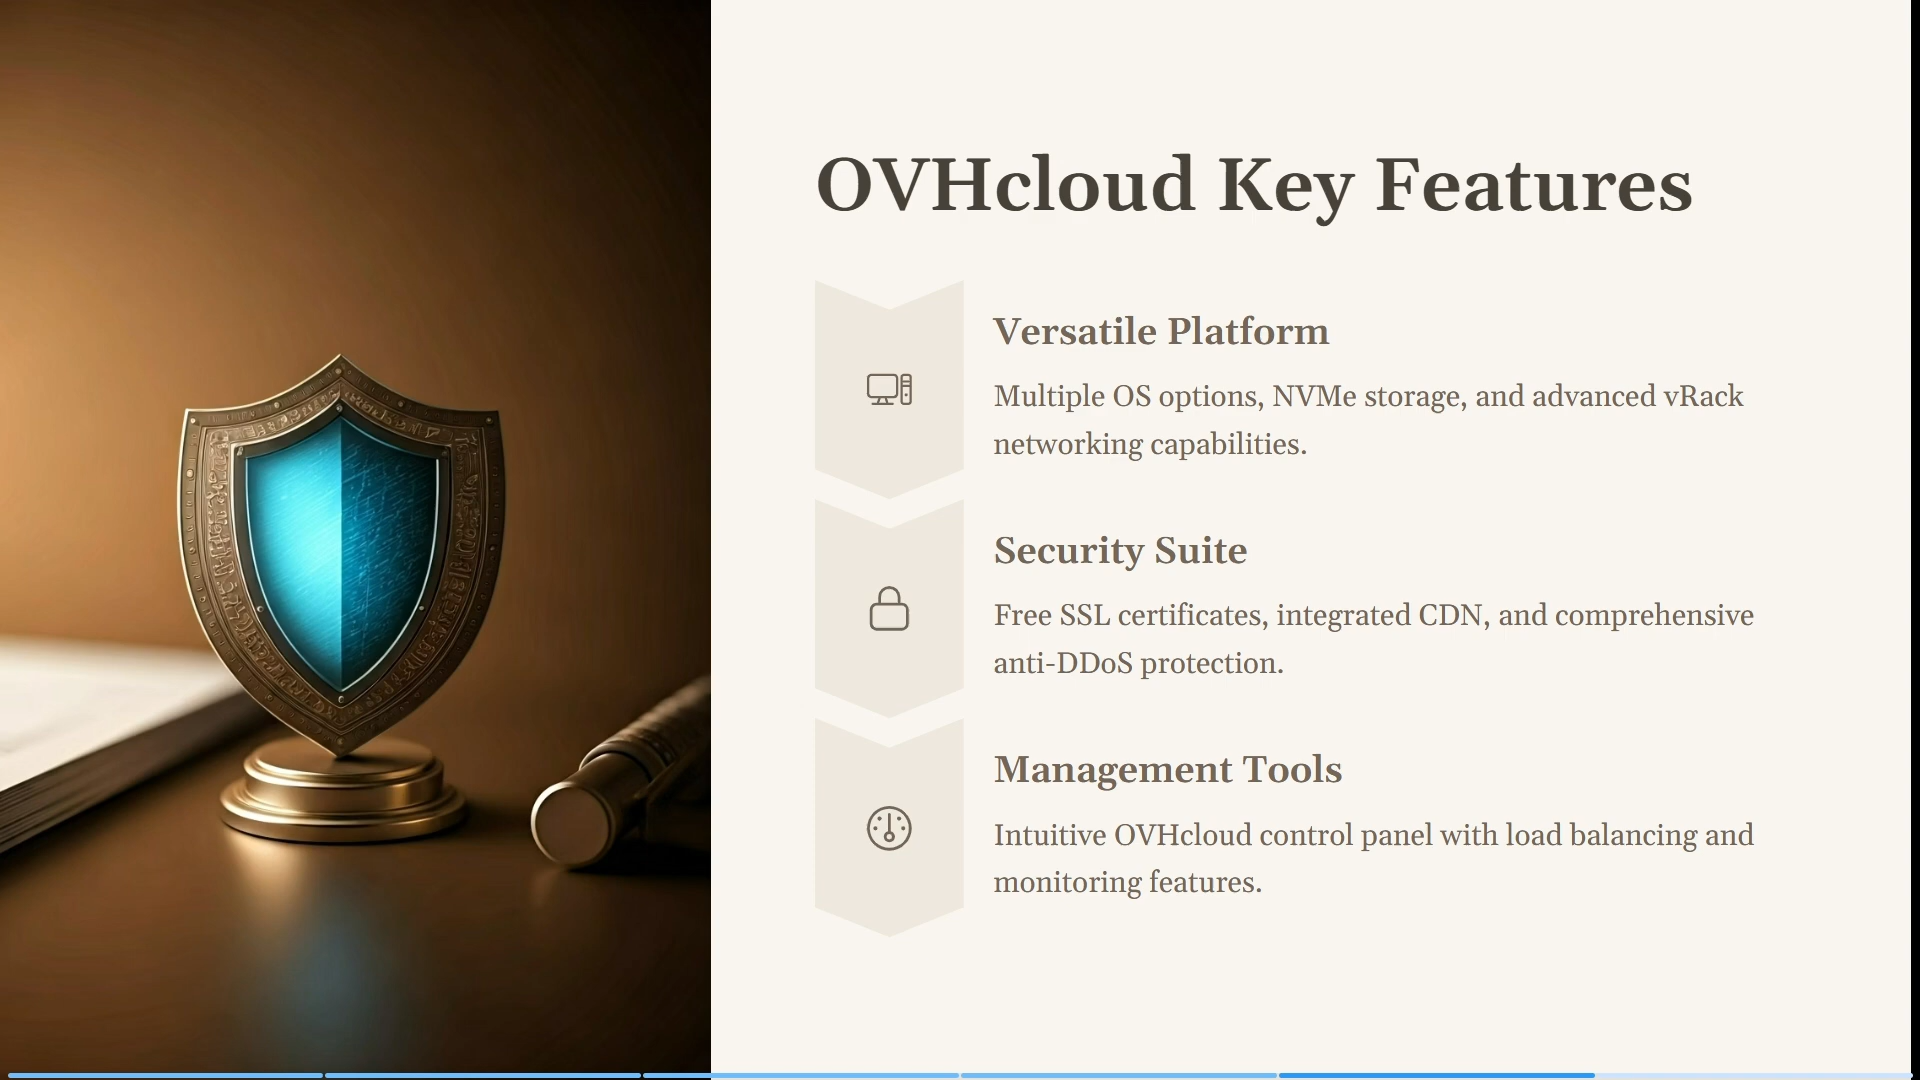 OVHcloud Key Features
Versatile Platform
Multiple OS options, NVMe storage, and advanced vRack
networking capabilities.
Security Suite
Free SSL certificates, integrated CDN, and comprehensive
anti-DDoS protection.
Management Tools
Intuitive OVHcloud control panel with load balancing and
monitoring features.